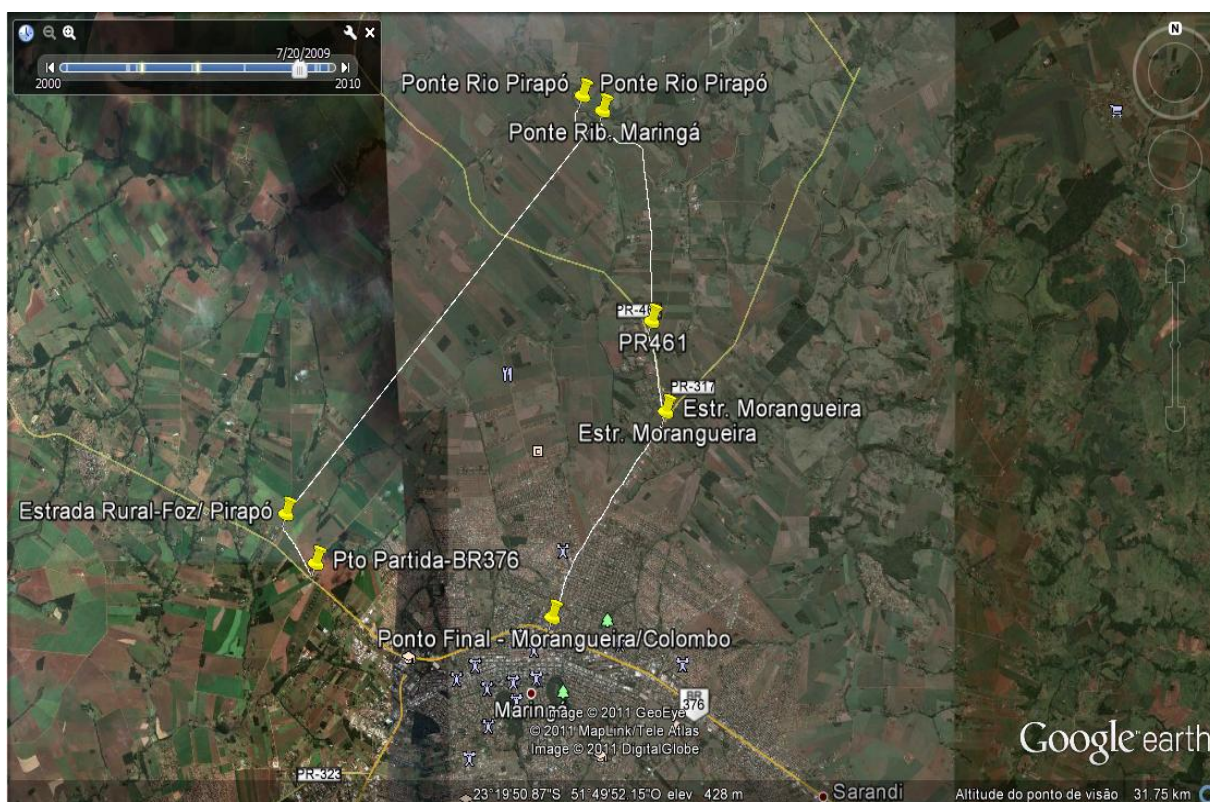 7/20/2009
2000
2010
N
Ponte Rio Pirapó
Ponte Rio Pirapó
Ponte Rib. Maringá
PR461
PR-317
Estr. Morangueira
Estr. Morangueira
Estrada Rural-Foz/ Pirapó
Pto Partida-BR376
Ponto Final - Morangueira/Colombo
C
BR
376
Maringá
Image © 2011 GeoEye
© 2011 MapLink/Tele Atlas
Image © 2011 DigitalGlobe
Google earth
PR-323
23°19'50.87"S 51°49'52.15"O elev 428 m
Sarandi
Altitude do ponto de visão 31.75 km